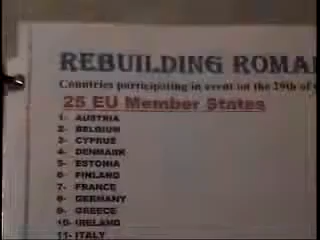 REBUILDING ROMA
Countries participating in event on the 29th of
25 EU Member States
1- AUSTRIA
2- BELGIUM
3- CYPRUS
4- DENMARK
5- ESTONIA
6- FINLAND
7- FRANCE
8- GERMANY
9- GREECE
10- IRELAND
11- ITALY